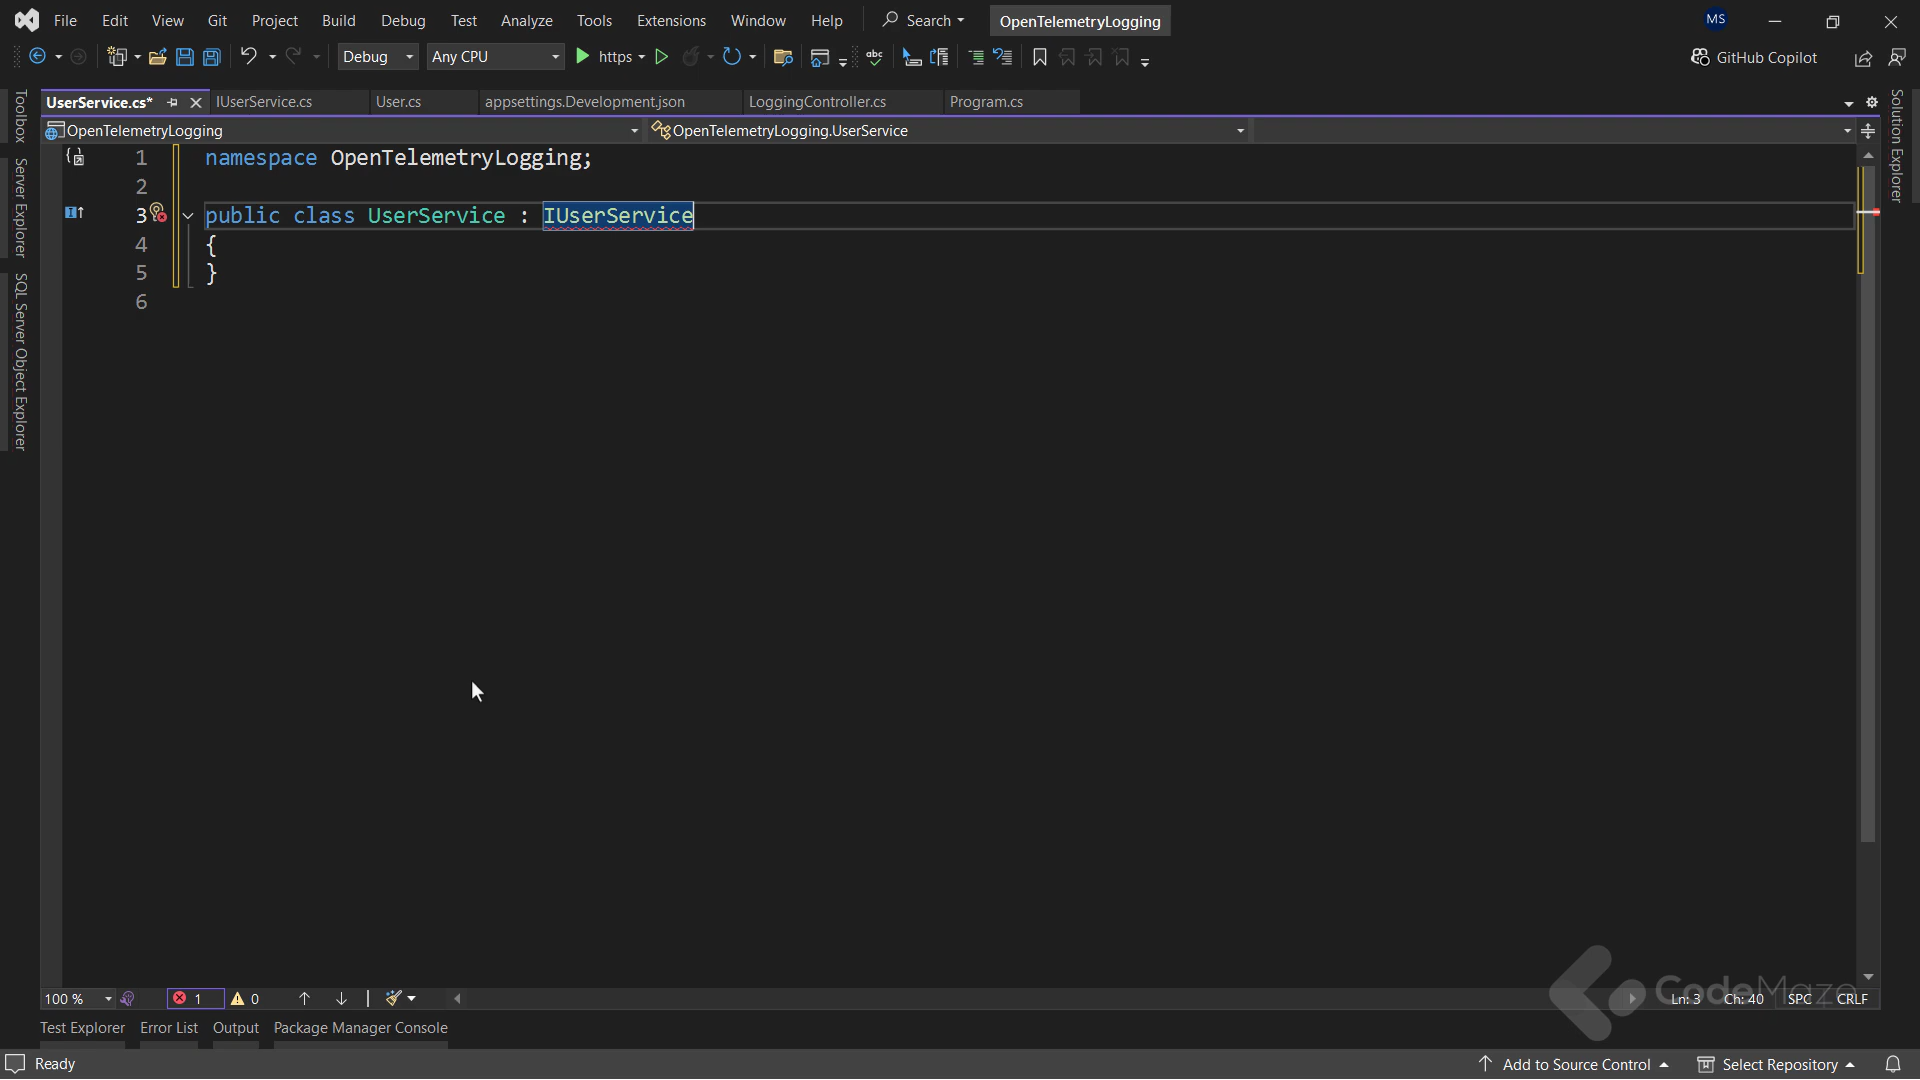 File Edit View Git Project Build Debug Test Analyze Tools Extensions Window Help Search OpenTelemetryLogging MS
Debug Any CPU https abc GitHub Copilot
UserService.cs* IUserService.cs User.cs appsettings.Development.json LoggingController.cs Program.cs
OpenTelemetryLogging OpenTelemetryLogging.UserService
Toolbox
Server Explorer
SQL Server Object Explorer
Solution Explorer
1 namespace OpenTelemetryLogging;
2
3 public class UserService : IUserService
4 {
5 }
6
100 % 1 0 Ln: 3 Ch: 40 SPC CRLF
CodeMaze
Test Explorer Error List Output Package Manager Console
Ready Add to Source Control Select Repository